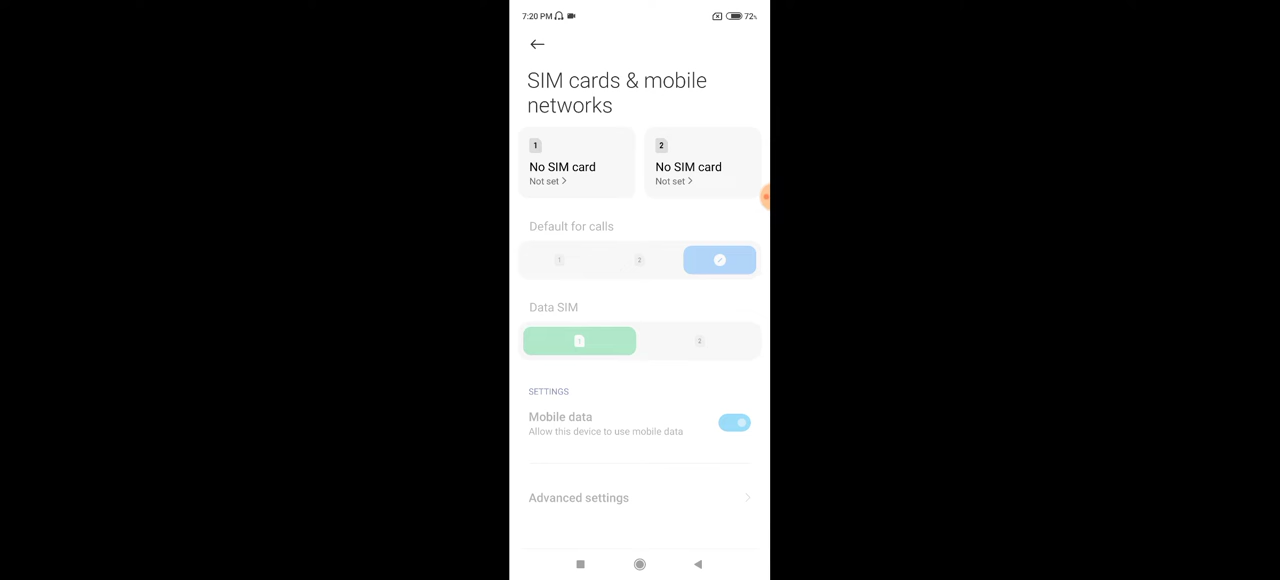 7:20 PM 72%
SIM cards & mobile
networks
1 2
No SIM card No SIM card
Not set > Not set >
Default for calls
1 2
Data SIM
1 2
SETTINGS
Mobile data
Allow this device to use mobile data
Advanced settings